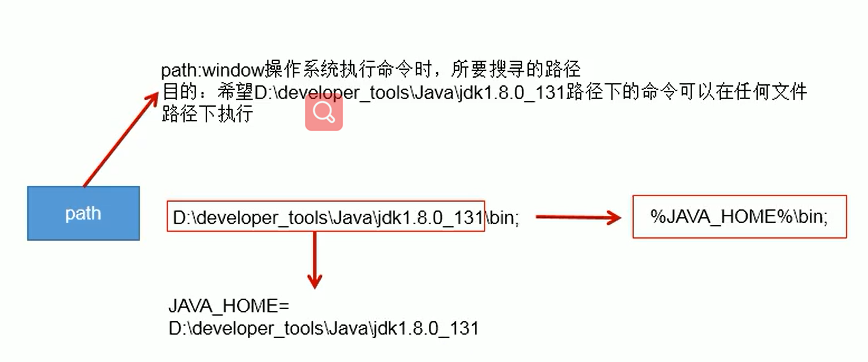 path:window操作系统执行命令时，所要搜寻的路径
目的：希望D:\developer_tools\Java\jdk1.8.0_131路径下的命令可以在任何文件
路径下执行
path
D:\developer_tools\Java\jdk1.8.0_131\bin;
%JAVA_HOME%\bin;
JAVA_HOME=
D:\developer_tools\Java\jdk1.8.0_131